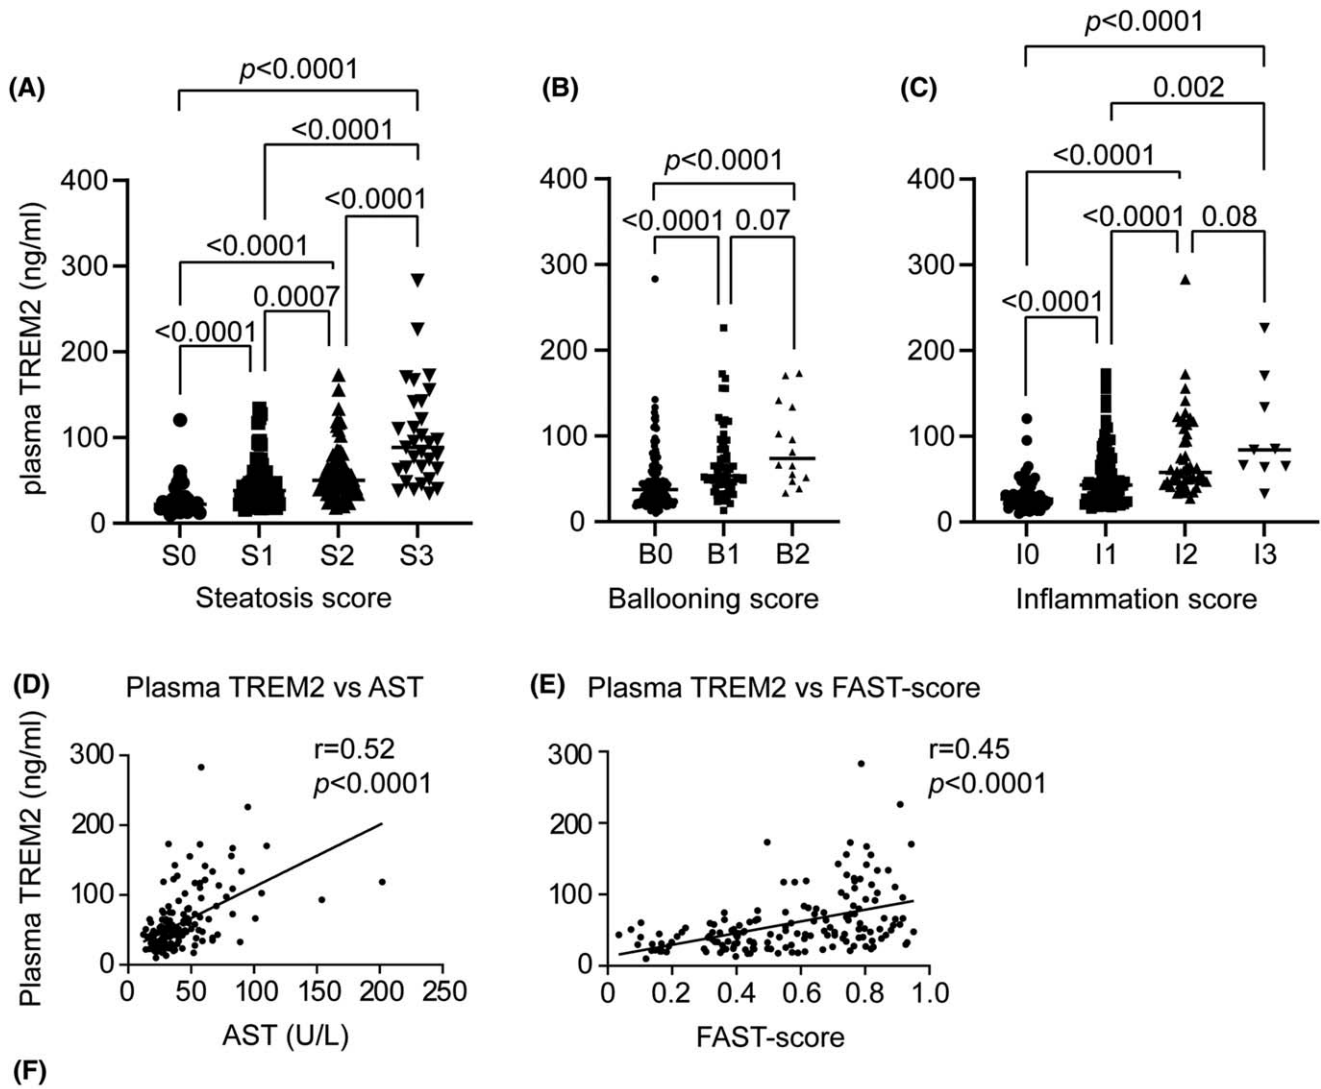 (A)
p<0.0001
<0.0001
<0.0001
<0.0001
0.0007
<0.0001
plasma TREM2 (ng/ml)
400
300
200
100
0
S0 S1 S2 S3
Steatosis score
(B)
p<0.0001
<0.0001 0.07
400
300
200
100
0
B0 B1 B2
Ballooning score
(C)
p<0.0001
0.002
<0.0001
<0.0001 0.08
<0.0001
400
300
200
100
0
I0 I1 I2 I3
Inflammation score
(D) Plasma TREM2 vs AST
r=0.52
p<0.0001
Plasma TREM2 (ng/ml)
300
200
100
0
0 50 100 150 200 250
AST (U/L)
(E) Plasma TREM2 vs FAST-score
r=0.45
p<0.0001
300
200
100
0
0 0.2 0.4 0.6 0.8 1.0
FAST-score
(F)